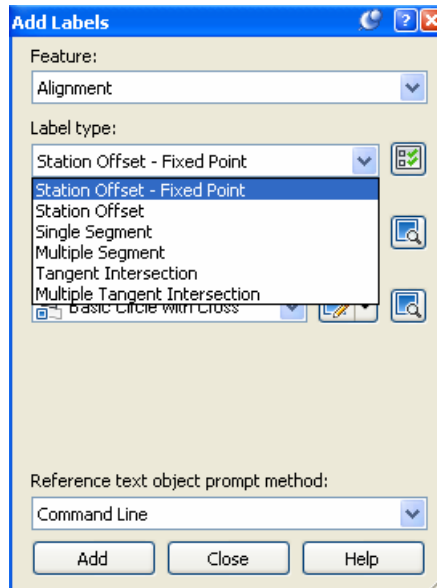 Add Labels
Feature:
Alignment
Label type:
Station Offset - Fixed Point
Station Offset - Fixed Point
Station Offset
Single Segment
Multiple Segment
Tangent Intersection
Multiple Tangent Intersection
Basic Circle with Cross
Reference text object prompt method:
Command Line
Add Close Help